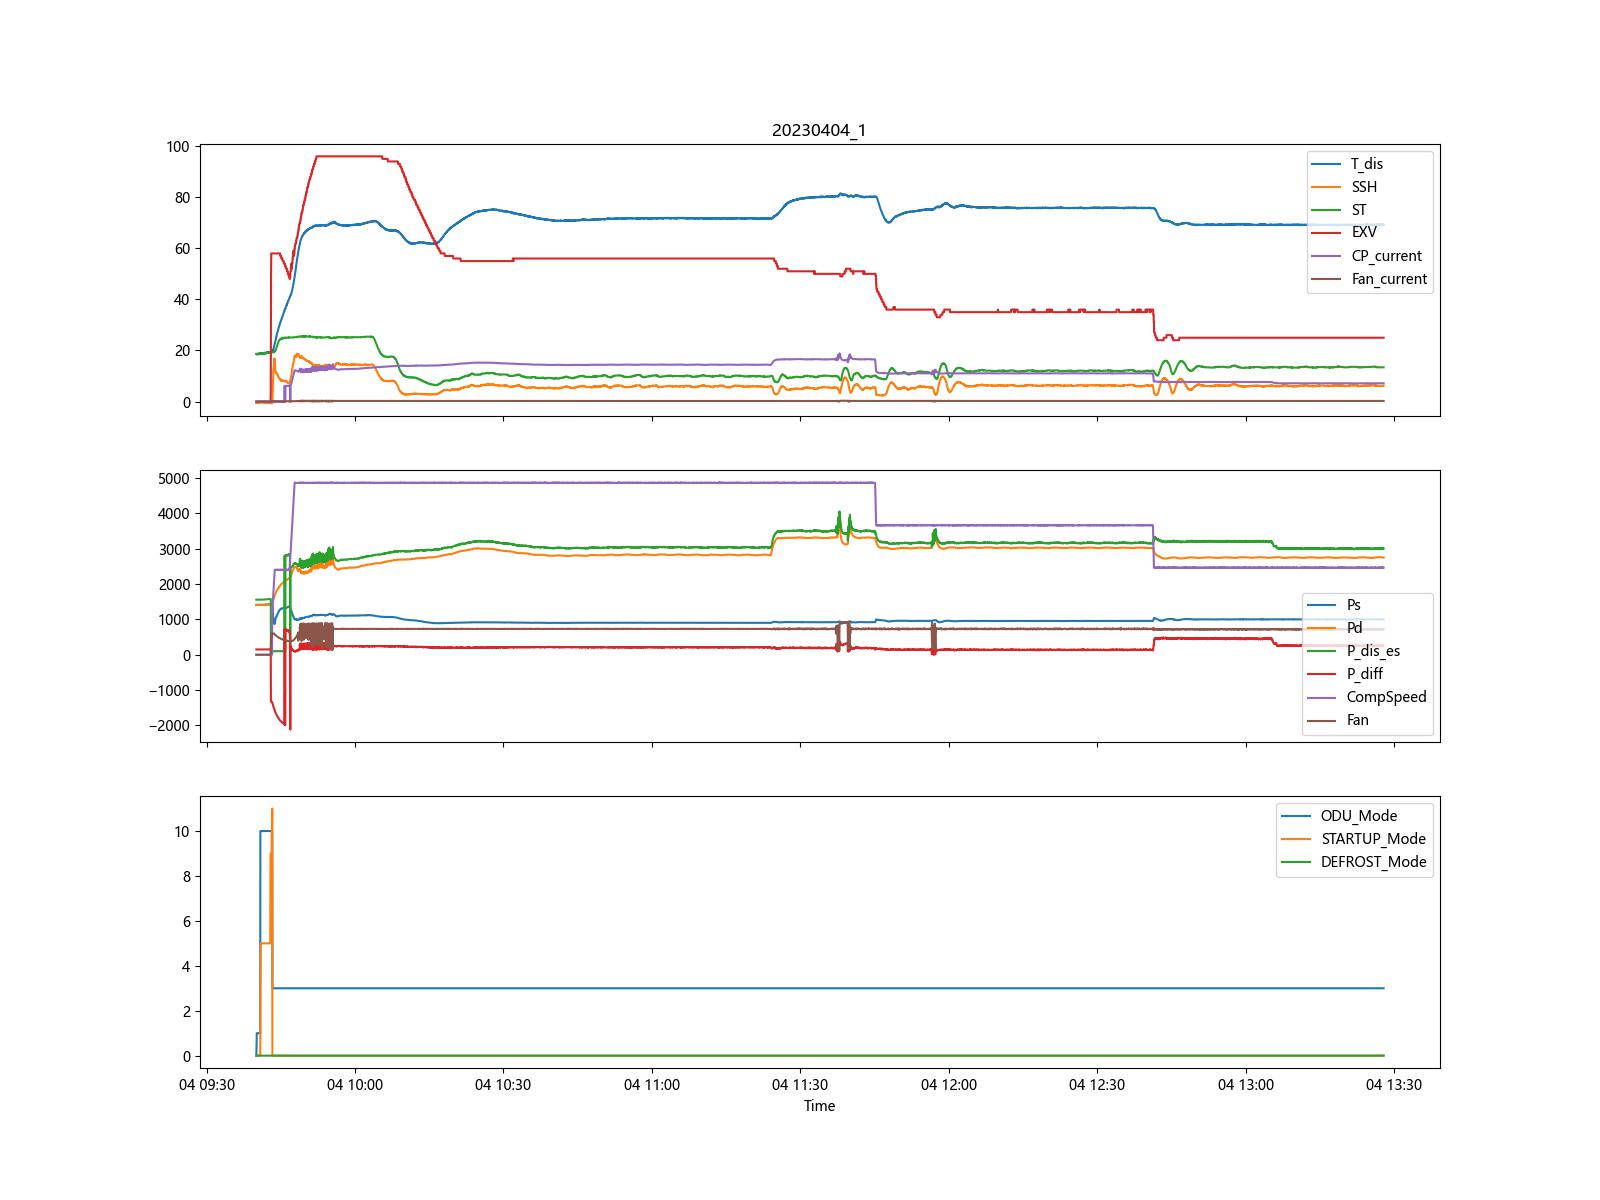 20230404_1
100
80
60
40
20
0
T_dis
SSH
ST
EXV
CP_current
Fan_current
5000
4000
3000
2000
1000
0
−1000
−2000
Ps
Pd
P_dis_es
P_diff
CompSpeed
Fan
10
8
6
4
2
0
ODU_Mode
STARTUP_Mode
DEFROST_Mode
04 09:30 04 10:00 04 10:30 04 11:00 04 11:30 04 12:00 04 12:30 04 13:00 04 13:30
Time